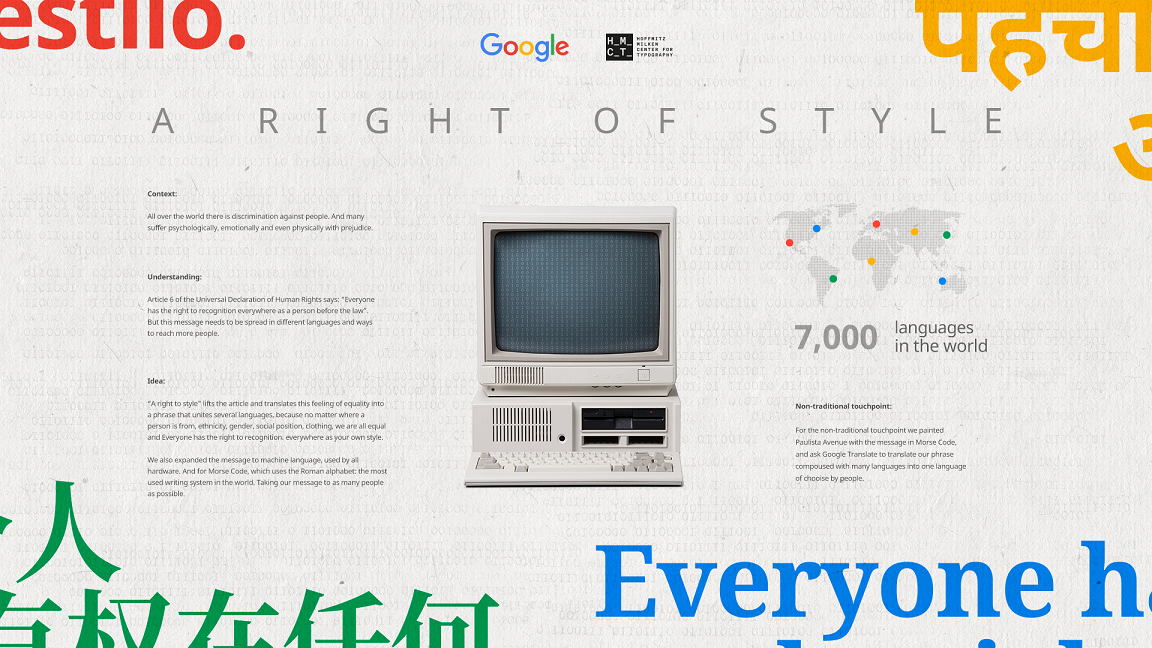 estilo.
Google
H_M_
C_T_
HOFFMITZ
MILKEN
CENTER FOR
TYPOGRAPHY
पहचा
A RIGHT OF STYLE
Context:
All over the world there is discrimination against people. And many
suffer psychologically, emotionally and even physically with prejudice.
Understanding:
Article 6 of the Universal Declaration of Human Rights says: "Everyone
has the right to recognition everywhere as a person before the law".
But this message needs to be spread in different languages and ways
to reach more people.
Idea:
"A right to style" lifts the article and translates this feeling of equality into
a phrase that unites several languages, because no matter where a
person is from, ethnicity, gender, social position, clothing, we are all equal
and Everyone has the right to recognition, everywhere as your own style.
We also expanded the message to machine language, used by all
hardware. And for Morse Code, which uses the Roman alphabet: the most
used writing system in the world. Taking our message to as many people
as possible.
7,000 languages
in the world
Non-traditional touchpoint:
For the non-traditional touchpoint we painted
Paulista Avenue with the message in Morse Code,
and ask Google Translate to translate our phrase
compoused with many languages into one language
of chooise by people.
人
有权在任何
Everyone ha